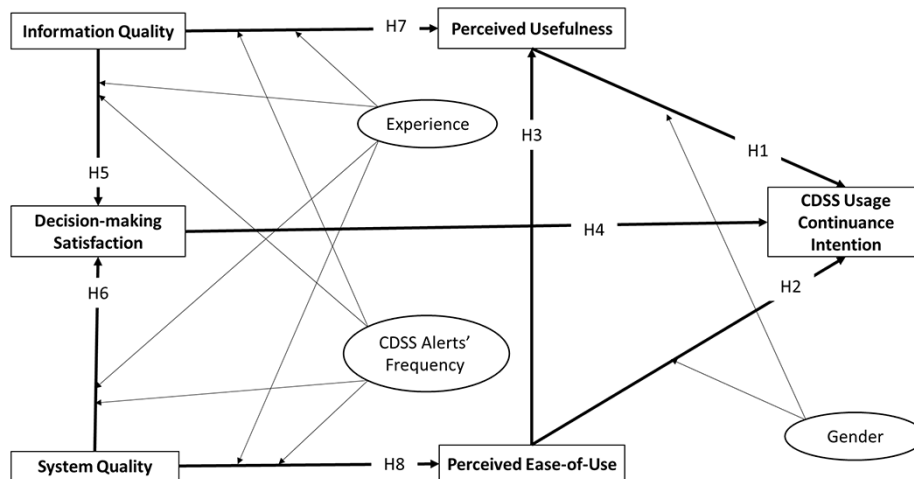 Information Quality
H7
Perceived Usefulness
Experience
H3
H1
H5
Decision-making
Satisfaction
H4
CDSS Usage
Continuance
Intention
H6
H2
CDSS Alerts’
Frequency
Gender
System Quality
H8
Perceived Ease-of-Use